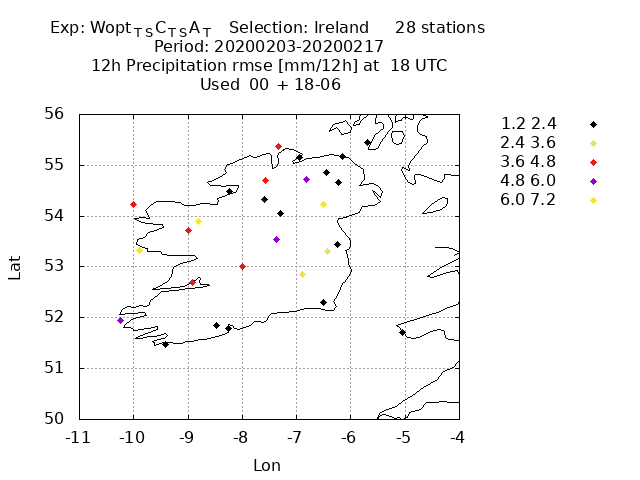 Exp: Wopt_TS C_TS A_T Selection: Ireland 28 stations
Period: 20200203-20200217
12h Precipitation rmse [mm/12h] at 18 UTC
Used 00 + 18-06
1.2 2.4
2.4 3.6
3.6 4.8
4.8 6.0
6.0 7.2
56
55
54
53
52
51
50
Lat
-11 -10 -9 -8 -7 -6 -5 -4
Lon